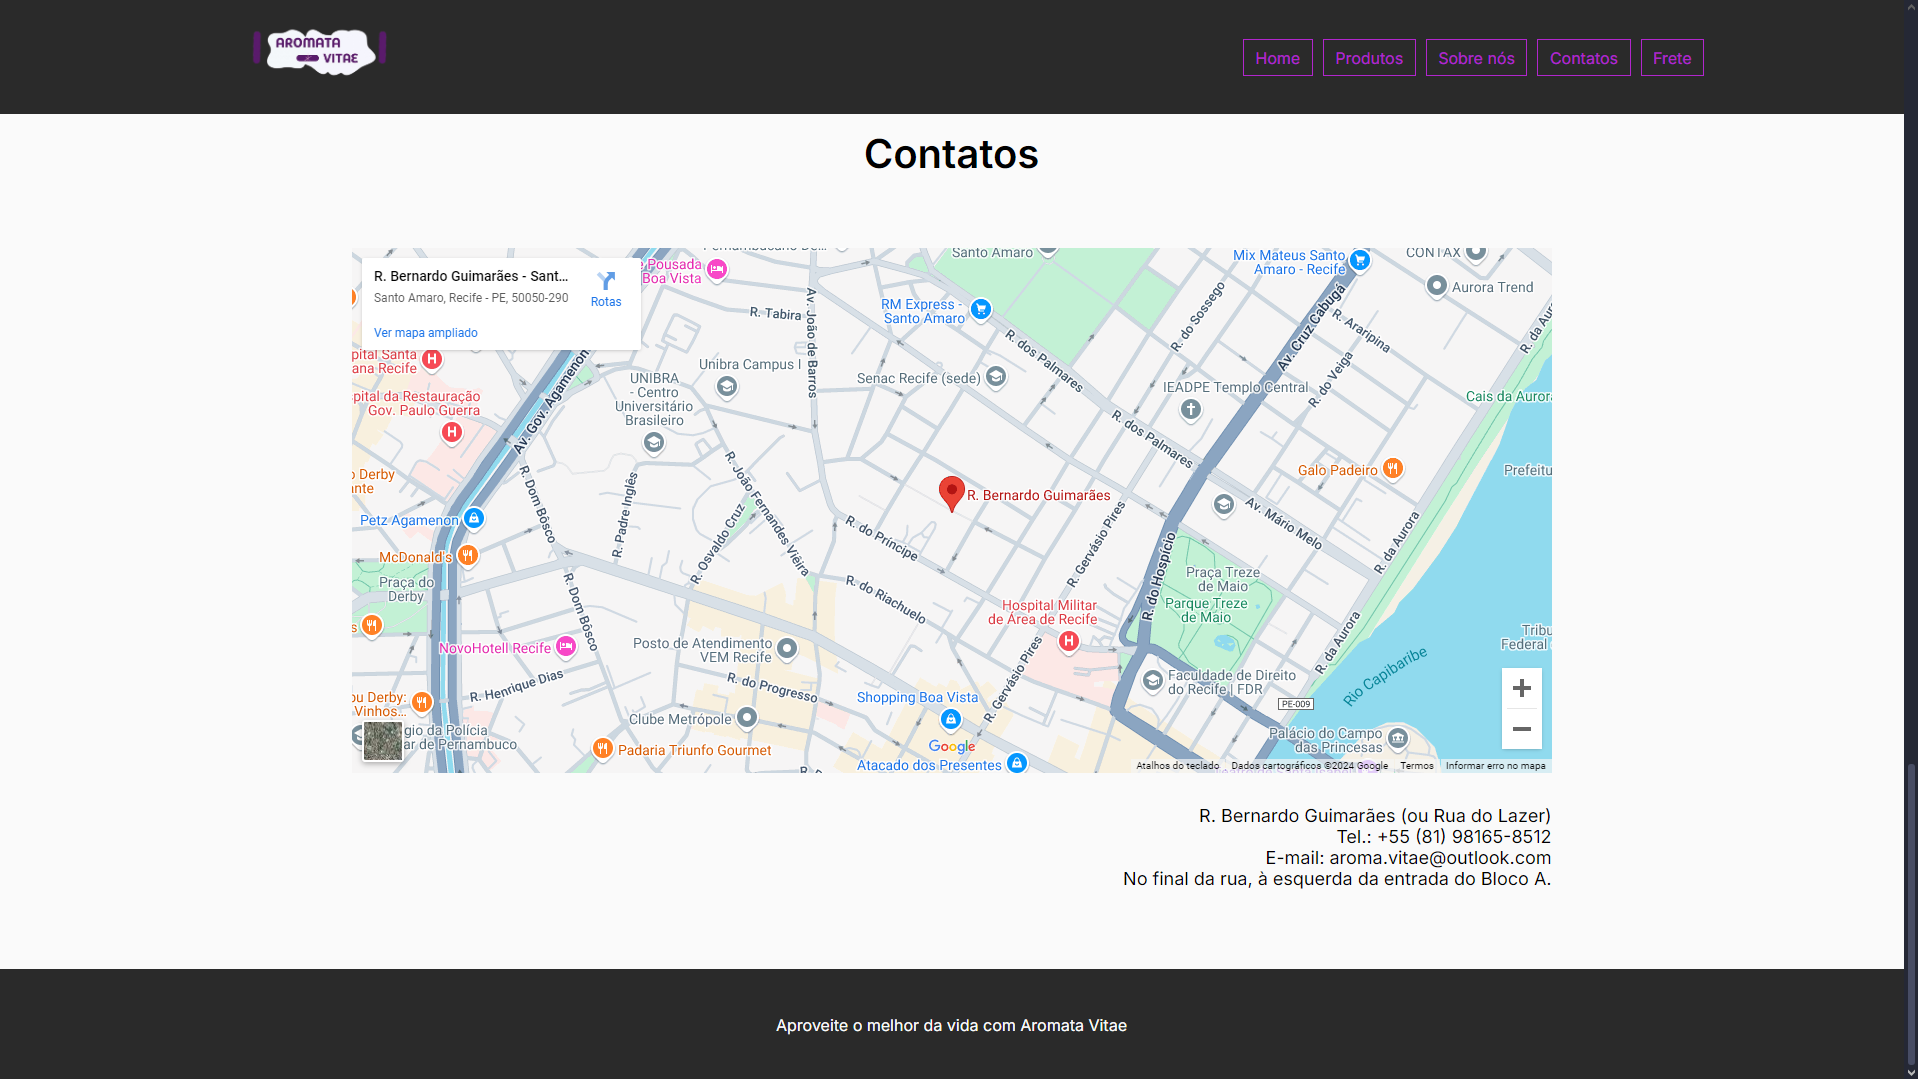 AROMATA
VITAE
Home
Produtos
Sobre nós
Contatos
Frete
Contatos
R. Bernardo Guimarães - Sant...
Santo Amaro, Recife - PE, 50050-290
Rotas
Ver mapa ampliado
Pousada
Boa Vista
Santo Amaro
Mix Mateus Santo
Amaro - Recife
CONTAX
Aurora Trend
RM Express -
Santo Amaro
R. Tabira
Av. João de Barros
R. do Sossego
Av. Cruz Cabugá
R. Araripina
R. dos Palmares
R. do Veiga
Unibra Campus I
Senac Recife (sede)
IEADPE Templo Central
UNIBRA
- Centro
Universitário
Brasileiro
Santa
Recife
da Restauração
Gov. Paulo Guerra
Av. Gov. Agamenon
Cais da Aurora
R. dos Palmares
Galo Padeiro
Derby
R. Dom Bôsco
R. Padre Inglês
R. João Fernandes Viêira
R. Osvaldo Cruz
R. Bernardo Guimarães
R. do Príncipe
R. Gervásio Pires
Av. Mário Melo
R. da Aurora
Petz Agamenon
McDonald's
Praça do
Derby
R. Dom Bôsco
R. do Riachuelo
R. do Hospício
Praça Treze
de Maio
Parque Treze
de Maio
Hospital Militar
de Área de Recife
NovoHotell Recife
Posto de Atendimento
VEM Recife
R. da Aurora
Federal
R. Henrique Dias
R. do Progresso
Shopping Boa Vista
R. Gervásio Pires
Faculdade de Direito
do Recife | FDR
Rio Capibaribe
PE-009
Derby:
Vinhos...
Clube Metrópole
da Polícia
de Pernambuco
Padaria Triunfo Gourmet
Google
Atacado dos Presentes
Palácio do Campo
das Princesas
Atalhos do teclado
Dados cartográficos ©2024 Google
Termos
Informar erro no mapa
R. Bernardo Guimarães (ou Rua do Lazer)
Tel.: +55 (81) 98165-8512
E-mail: aroma.vitae@outlook.com
No final da rua, à esquerda da entrada do Bloco A.
Aproveite o melhor da vida com Aromata Vitae